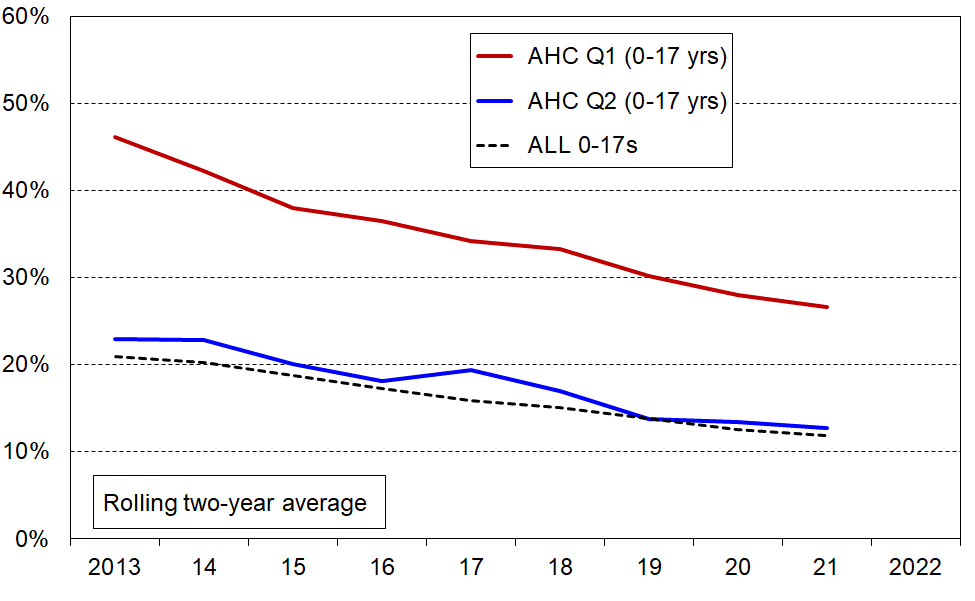 60%
50%
40%
30%
20%
10%
0%
AHC Q1 (0-17 yrs)
AHC Q2 (0-17 yrs)
ALL 0-17s
Rolling two-year average
2013 14 15 16 17 18 19 20 21 2022